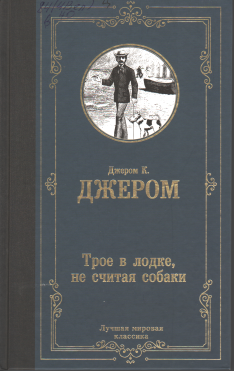 Джером К.
ДЖЕРОМ
Трое в лодке,
не считая собаки
Лучшая мировая
классика